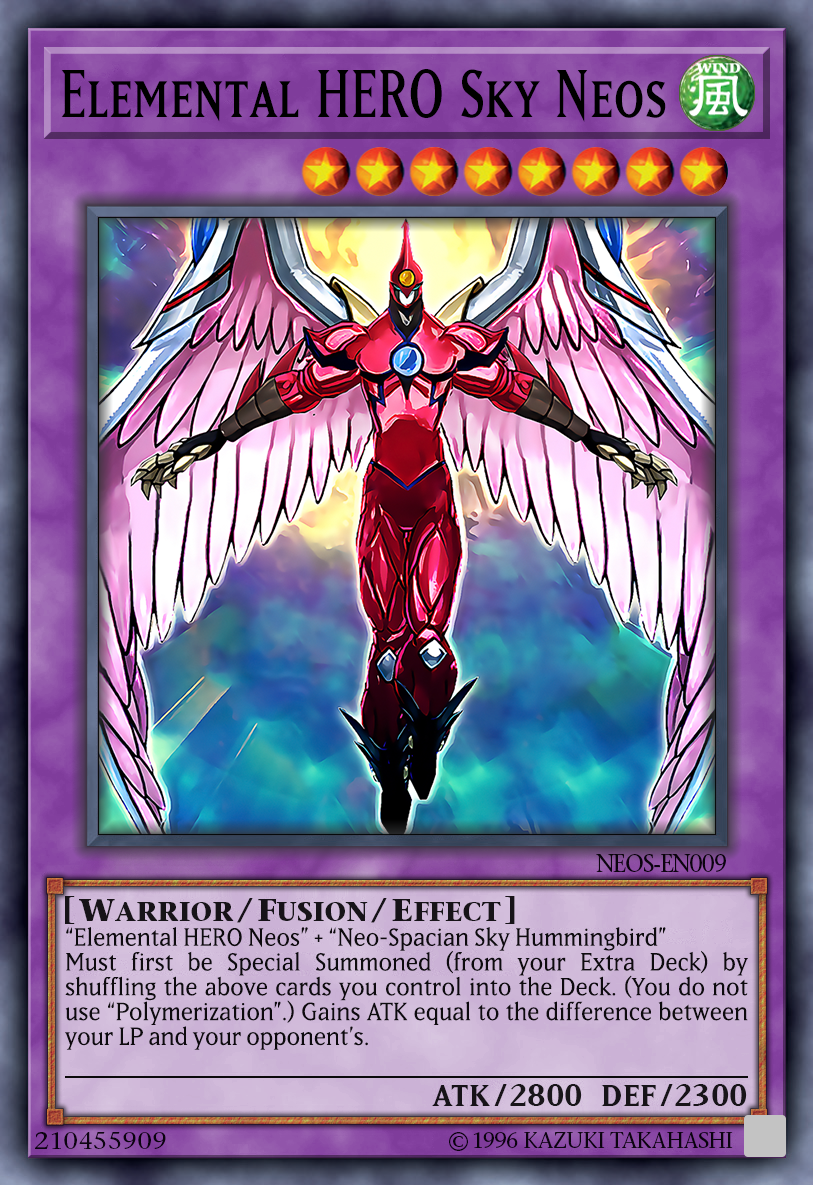 Elemental HERO Sky Neos
WIND
風
NEOS-EN009
[Warrior/Fusion/Effect]
“Elemental HERO Neos” + “Neo-Spacian Sky Hummingbird”
Must first be Special Summoned (from your Extra Deck) by
shuffling the above cards you control into the Deck. (You do not
use “Polymerization”.) Gains ATK equal to the difference between
your LP and your opponent’s.
ATK/2800 DEF/2300
210455909
© 1996 KAZUKI TAKAHASHI